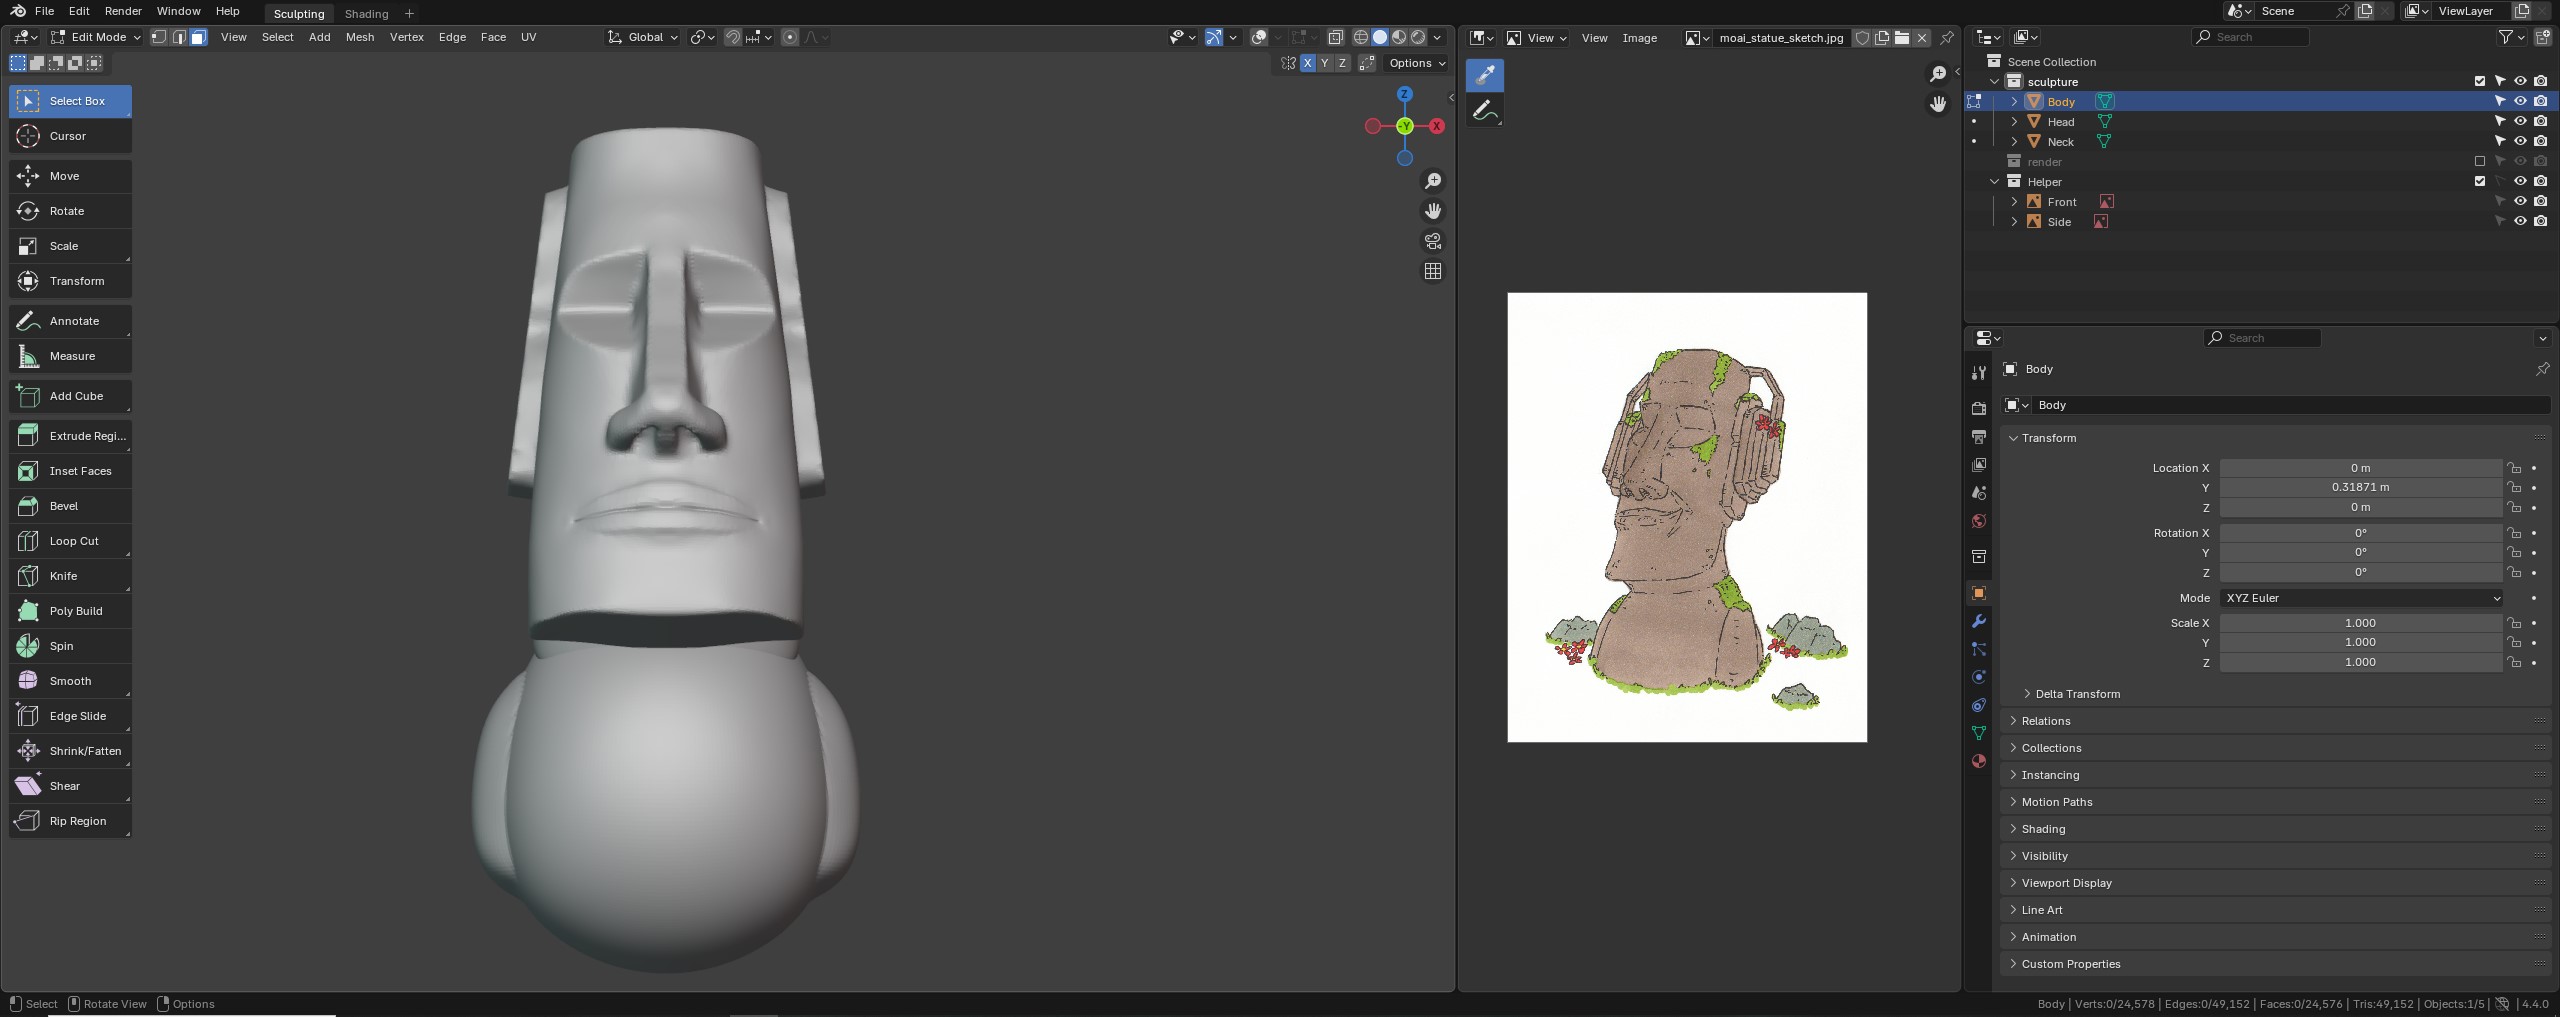 File Edit Render Window Help Sculpting Shading + Scene ViewLayer
Edit Mode View Select Add Mesh Vertex Edge Face UV Global
View View Image moai_statue_sketch.jpg
Search
X Y Z Options
Select Box
Cursor
Move
Rotate
Scale
Transform
Annotate
Measure
Add Cube
Extrude Regi...
Inset Faces
Bevel
Loop Cut
Knife
Poly Build
Spin
Smooth
Edge Slide
Shrink/Fatten
Shear
Rip Region
Z
-Y X
Scene Collection
sculpture
Body
Head
Neck
render
Helper
Front
Side
Search
Body
Body
Transform
Location X 0 m
Y 0.31871 m
Z 0 m
Rotation X 0°
Y 0°
Z 0°
Mode XYZ Euler
Scale X 1.000
Y 1.000
Z 1.000
Delta Transform
Relations
Collections
Instancing
Motion Paths
Shading
Visibility
Viewport Display
Line Art
Animation
Custom Properties
Select Rotate View Options
Body | Verts:0/24,578 | Edges:0/49,152 | Faces:0/24,576 | Tris:49,152 | Objects:1/5 | 4.4.0